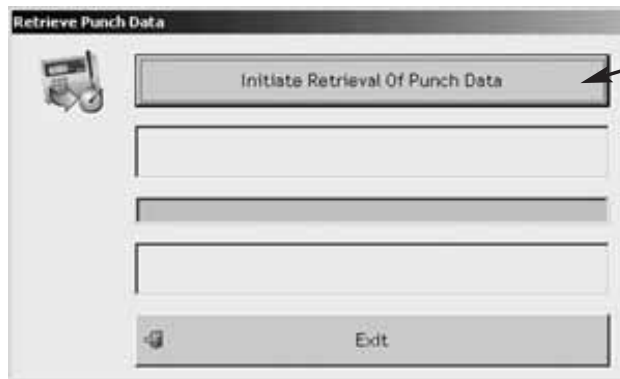 Retrieve Punch Data
Initiate Retrieval Of Punch Data
Exit